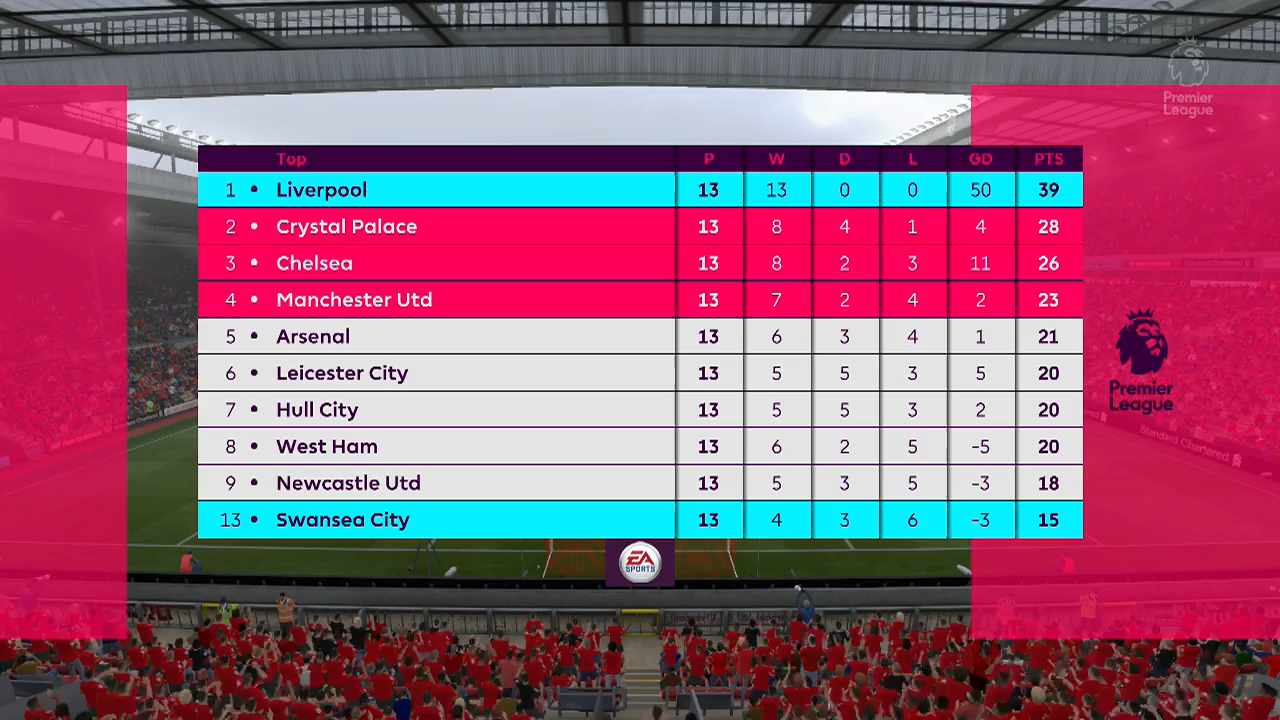 Premier
League
Top P W D L GD PTS
1 • Liverpool 13 13 0 0 50 39
2 • Crystal Palace 13 8 4 1 4 28
3 • Chelsea 13 8 2 3 11 26
4 • Manchester Utd 13 7 2 4 2 23
5 • Arsenal 13 6 3 4 1 21
6 • Leicester City 13 5 5 3 5 20
7 • Hull City 13 5 5 3 2 20
8 • West Ham 13 6 2 5 -5 20
9 • Newcastle Utd 13 5 3 5 -3 18
13 • Swansea City 13 4 3 6 -3 15
Premier
League
Standard Chartered
EA
SPORTS